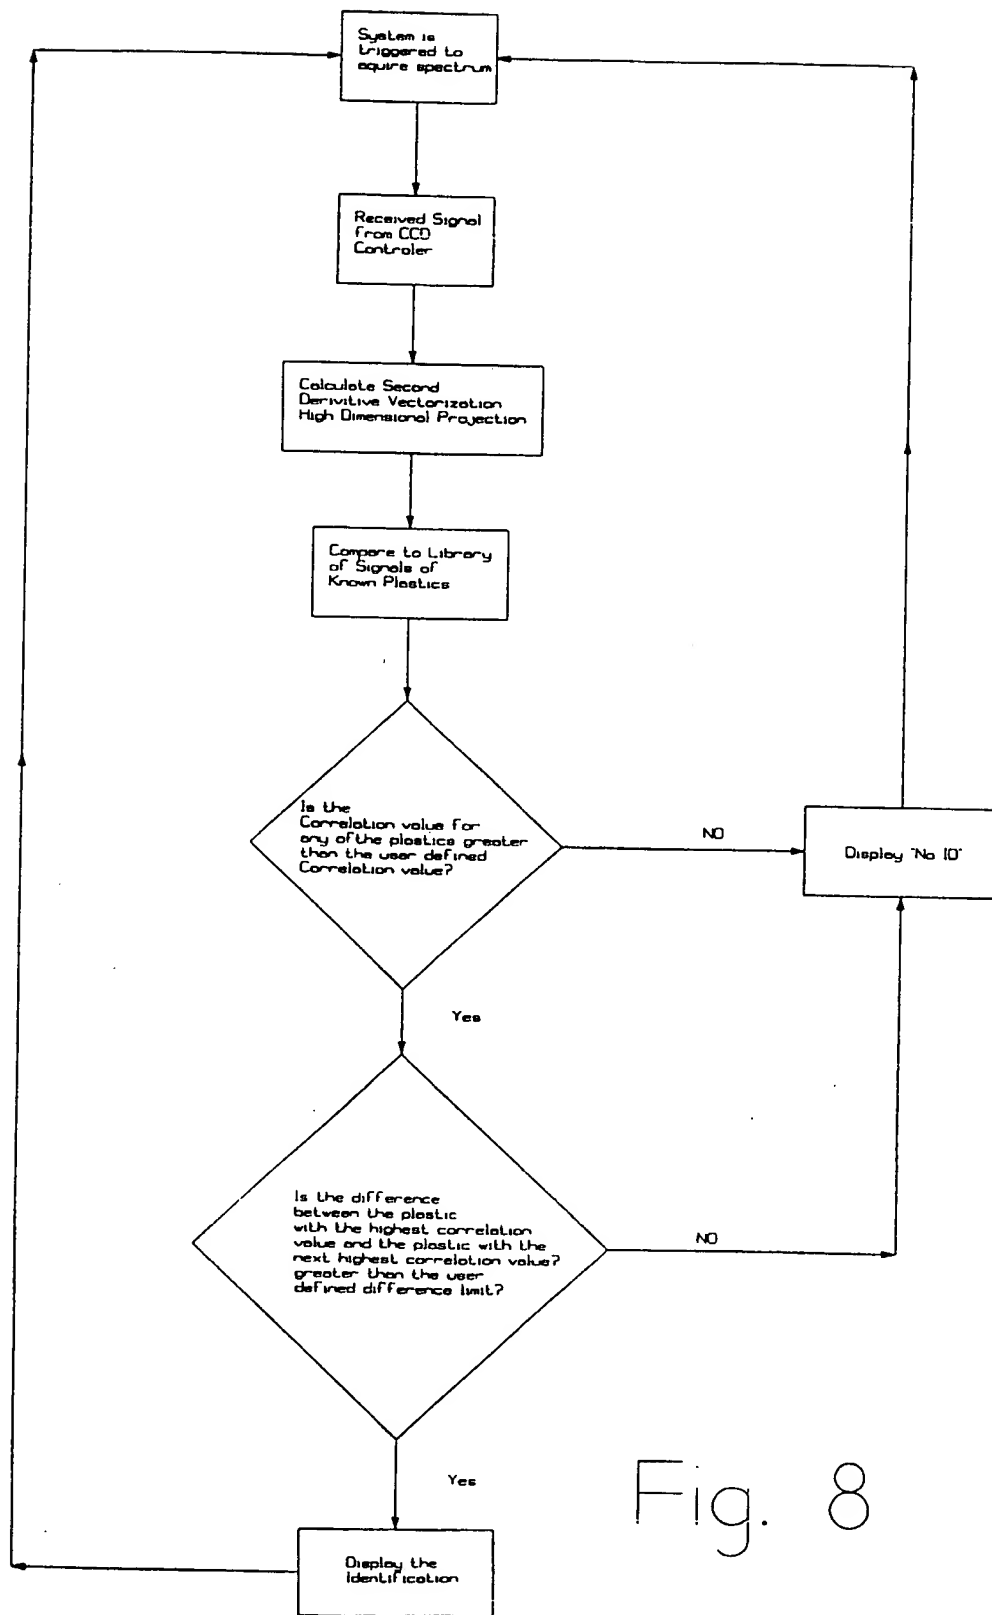 System is
triggered to
aquire spectrum
Received Signal
from CCD
Controler
Calculate Second
Derivitive Vectorization
High Dimensional Projection
Compare to Library
of Signals of
Known Plastics
Is the
Correlation value for
any of the plastics greater
than the user defined
Correlation value?
NO
Display "No ID"
Yes
Is the difference
between the plastic
with the highest correlation
value and the plastic with the
next highest correlation value?
greater than the user
defined difference limit?
NO
Yes
Display the
Identification
Fig. 8